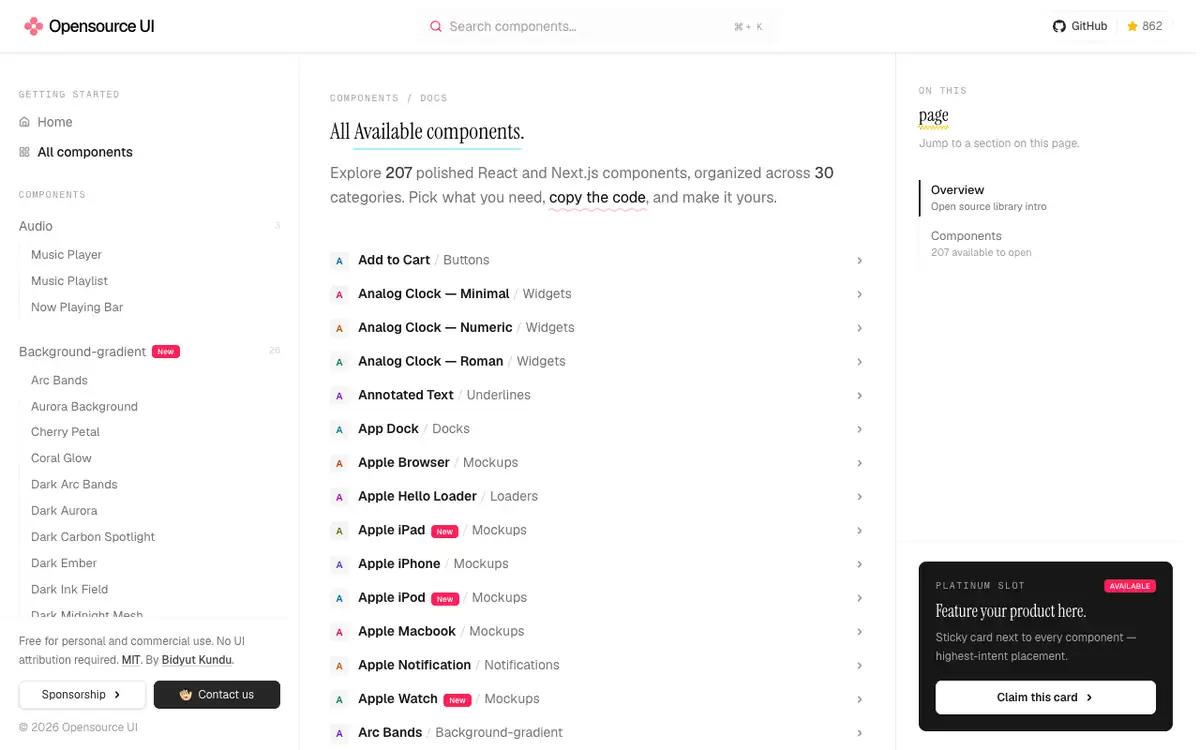 Opensource UI
Search components...
⌘ + K
GitHub
862
GETTING STARTED
Home
All components
COMPONENTS
Audio 3
Music Player
Music Playlist
Now Playing Bar
Background-gradient New 26
Arc Bands
Aurora Background
Cherry Petal
Coral Glow
Dark Arc Bands
Dark Aurora
Dark Carbon Spotlight
Dark Ember
Dark Ink Field
Dark Midnight Mesh
Free for personal and commercial use. No UI
attribution required. MIT. By Bidyut Kundu.
Sponsorship
Contact us
© 2026 Opensource UI
COMPONENTS / DOCS
All Available components.
Explore 207 polished React and Next.js components, organized across 30
categories. Pick what you need, copy the code, and make it yours.
A Add to Cart / Buttons
A Analog Clock — Minimal / Widgets
A Analog Clock — Numeric / Widgets
A Analog Clock — Roman / Widgets
A Annotated Text / Underlines
A App Dock / Docks
A Apple Browser / Mockups
A Apple Hello Loader / Loaders
A Apple iPad New / Mockups
A Apple iPhone / Mockups
A Apple iPod New / Mockups
A Apple Macbook / Mockups
A Apple Notification / Notifications
A Apple Watch New / Mockups
A Arc Bands / Background-gradient
ON THIS
page
Jump to a section on this page.
Overview
Open source library intro
Components
207 available to open
PLATINUM SLOT
AVAILABLE
Feature your product here.
Sticky card next to every component —
highest-intent placement.
Claim this card